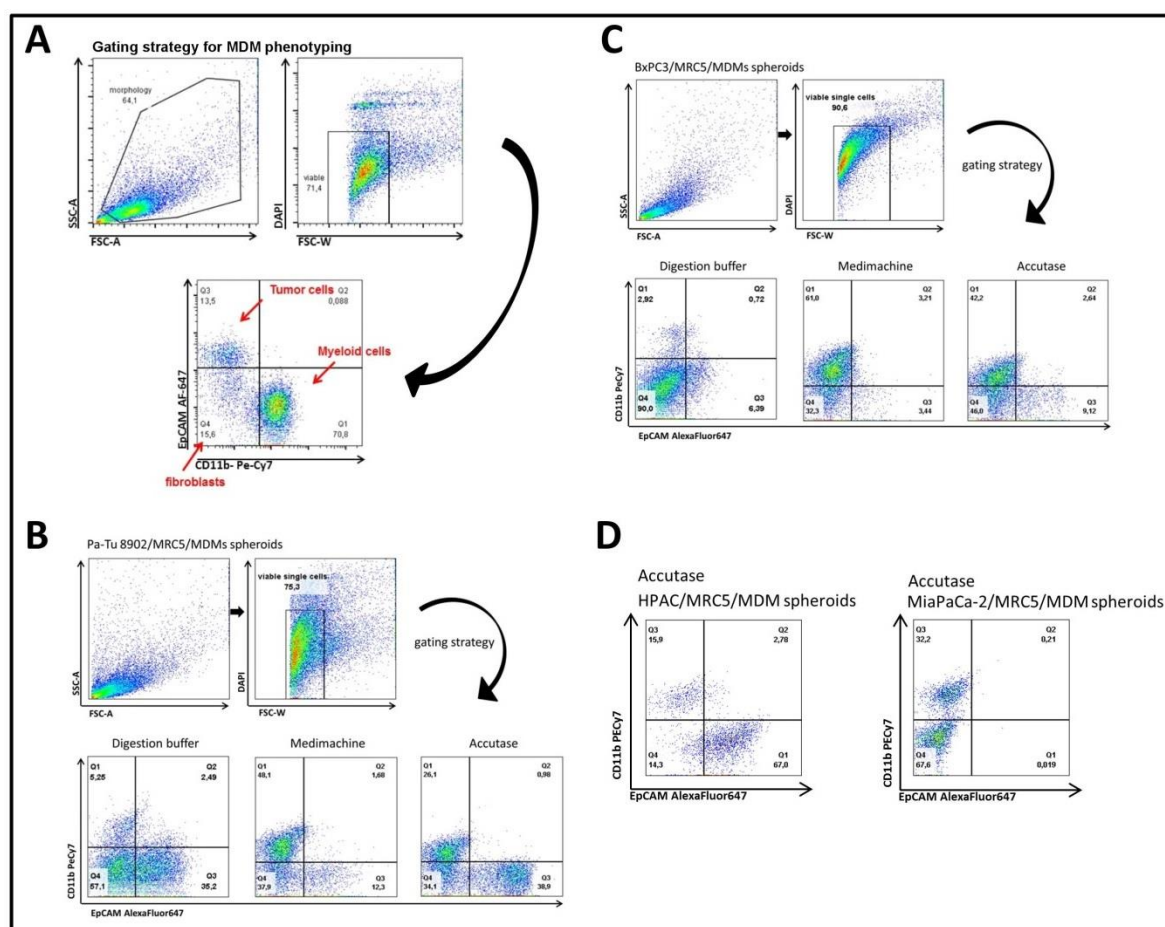 A
Gating strategy for MDM phenotyping
morphology
64,1
SSC-A
FSC-A
viable
71,4
DAPI
FSC-W
Q3
13,5
Tumor cells
Q2
0,088
Myeloid cells
EpCAM AF-647
Q4
15,6
Q1
70,8
fibroblasts
CD11b- Pe-Cy7
B
Pa-Tu 8902/MRC5/MDMs spheroids
SSC-A
FSC-A
viable single cells
75,3
DAPI
FSC-W
gating strategy
Digestion buffer
Medimachine
Accutase
Q1
5,25
Q2
2,49
Q4
57,1
Q3
35,2
Q1
48,1
Q2
1,68
Q4
37,9
Q3
12,3
Q1
26,1
Q2
0,98
Q4
34,1
Q3
38,9
CD11b PeCy7
EpCAM AlexaFluor647
C
BxPC3/MRC5/MDMs spheroids
SSC-A
FSC-A
viable single cells
90,6
DAPI
FSC-W
gating strategy
Digestion buffer
Medimachine
Accutase
Q1
2,92
Q2
0,72
Q4
90,0
Q3
6,39
Q1
61,0
Q2
3,21
Q4
32,3
Q3
3,44
Q1
42,2
Q2
2,64
Q4
46,0
Q3
9,12
CD11b PeCy7
EpCAM AlexaFluor647
D
Accutase
HPAC/MRC5/MDM spheroids
Q3
15,9
Q2
2,78
Q4
14,3
Q1
67,0
CD11b PECy7
EpCAM AlexaFluor647
Accutase
MiaPaCa-2/MRC5/MDM spheroids
Q3
32,2
Q2
0,21
Q4
67,6
Q1
0,019
CD11b PECy7
EpCAM AlexaFluor647